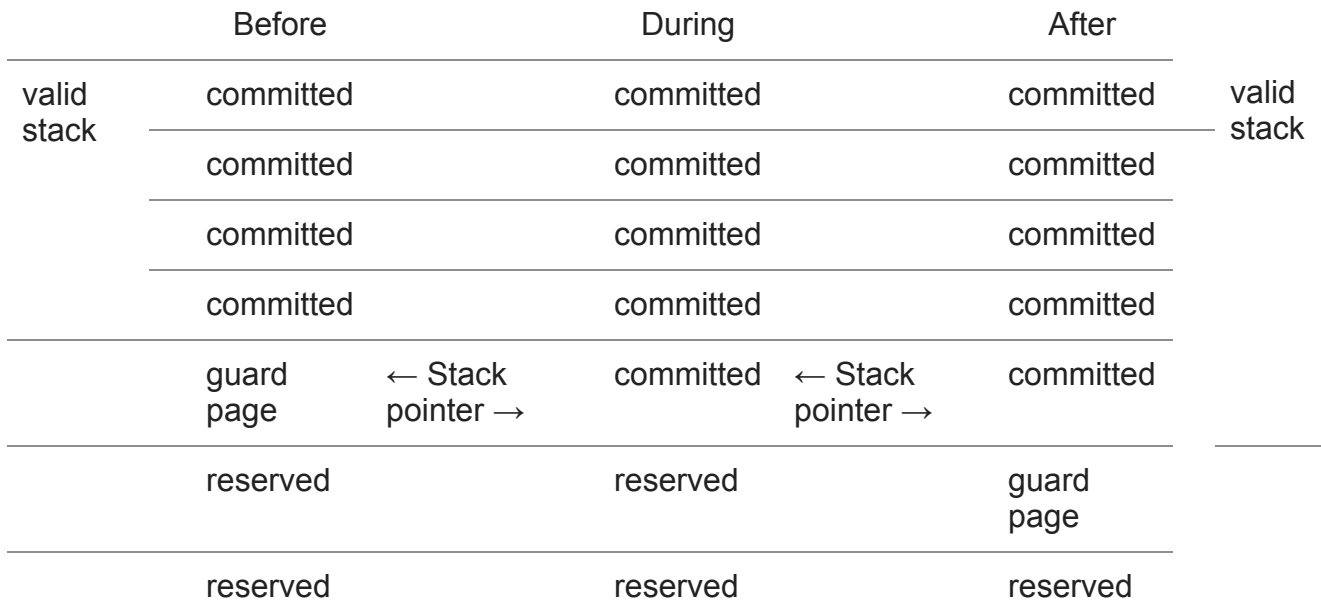 Before During After
valid committed committed committed valid
stack stack
committed committed committed
committed committed committed
committed committed committed
guard ← Stack committed ← Stack committed
page pointer → pointer →
reserved reserved guard
page
reserved reserved reserved